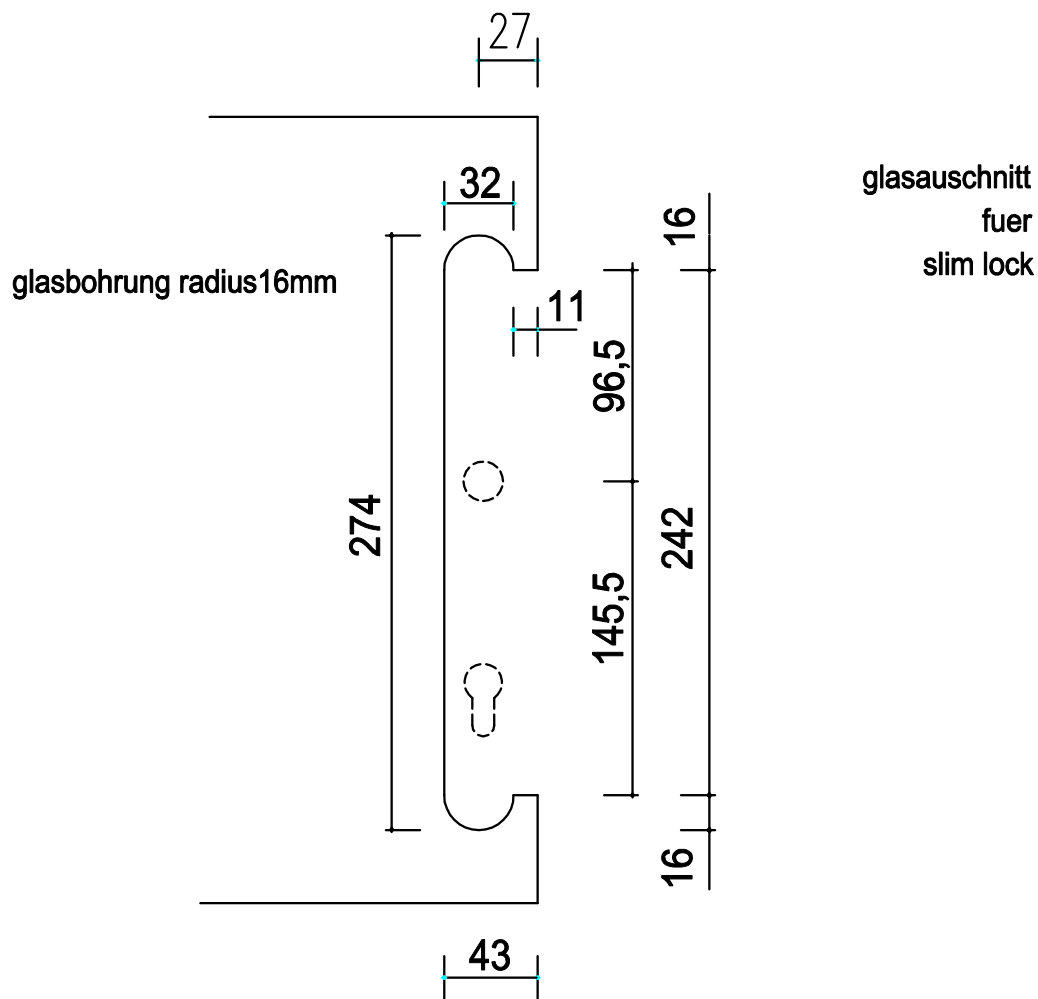 27
glasauschnitt
fuer
slim lock
32
16
glasbohrung radius16mm
11
96,5
274
242
145,5
16
43